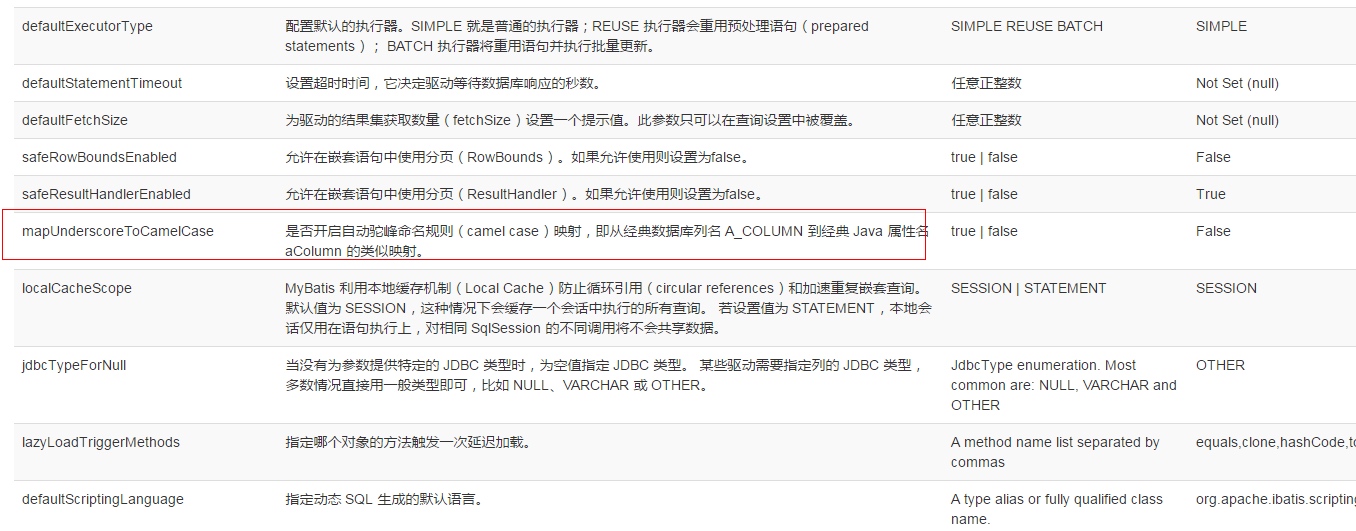 defaultExecutorType 配置默认的执行器。SIMPLE 就是普通的执行器；REUSE 执行器会重用预处理语句（prepared SIMPLE REUSE BATCH SIMPLE
statements）； BATCH 执行器将重用语句并执行批量更新。
defaultStatementTimeout 设置超时时间，它决定驱动等待数据库响应的秒数。 任意正整数 Not Set (null)
defaultFetchSize 为驱动的结果集获取数量（fetchSize）设置一个提示值。此参数只可以在查询设置中被覆盖。 任意正整数 Not Set (null)
safeRowBoundsEnabled 允许在嵌套语句中使用分页（RowBounds）。如果允许使用则设置为false。 true | false False
safeResultHandlerEnabled 允许在嵌套语句中使用分页（ResultHandler）。如果允许使用则设置为false。 true | false True
mapUnderscoreToCamelCase 是否开启自动驼峰命名规则（camel case）映射，即从经典数据库列名 A_COLUMN 到经典 Java 属性名 true | false False
aColumn 的类似映射。
localCacheScope MyBatis 利用本地缓存机制（Local Cache）防止循环引用（circular references）和加速重复嵌套查询。 SESSION | STATEMENT SESSION
默认值为 SESSION，这种情况下会缓存一个会话中执行的所有查询。 若设置值为 STATEMENT，本地会
话仅用在语句执行上，对相同 SqlSession 的不同调用将不会共享数据。
jdbcTypeForNull 当没有为参数提供特定的 JDBC 类型时，为空值指定 JDBC 类型。 某些驱动需要指定列的 JDBC 类型， JdbcType enumeration. Most OTHER
多数情况直接用一般类型即可，比如 NULL、VARCHAR 或 OTHER。 common are: NULL, VARCHAR and
OTHER
lazyLoadTriggerMethods 指定哪个对象的方法触发一次延迟加载。 A method name list separated by equals,clone,hashCode,to
commas
defaultScriptingLanguage 指定动态 SQL 生成的默认语言。 A type alias or fully qualified class org.apache.ibatis.scripting
name.